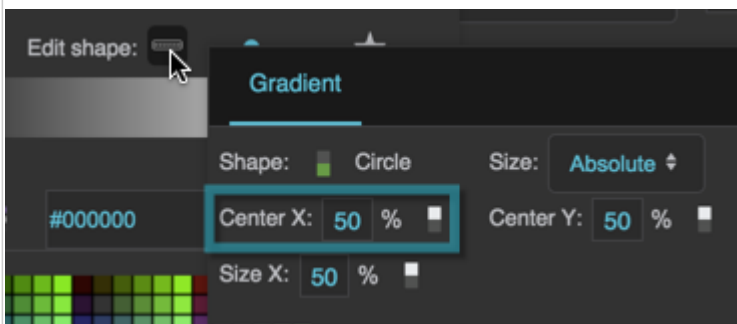 Edit shape:
Gradient
Shape: Circle Size: Absolute
#000000 Center X: 50 % Center Y: 50 %
Size X: 50 %